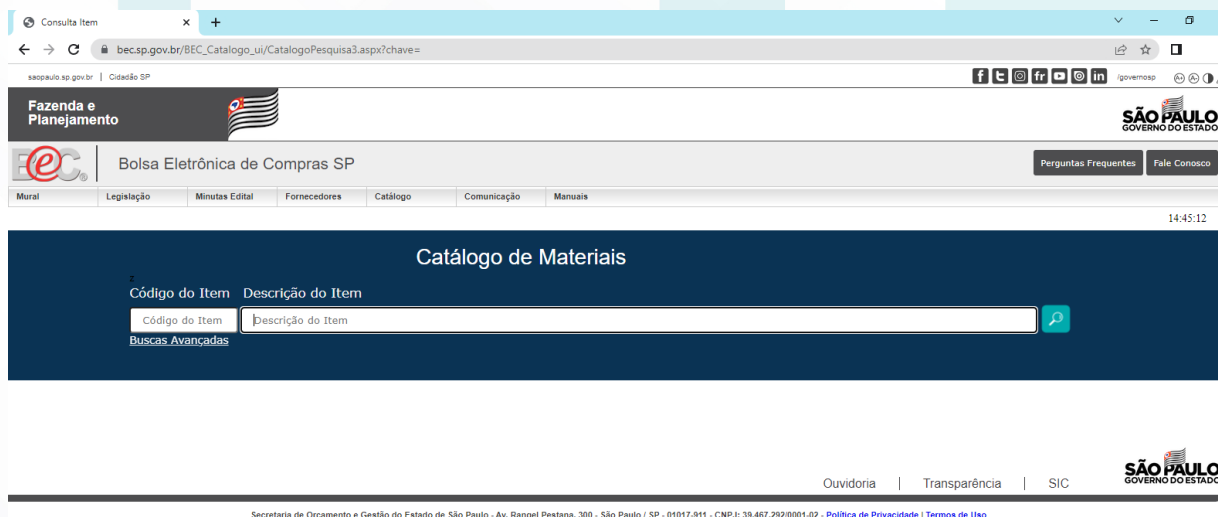 Consulta Item
bec.sp.gov.br/BEC_Catalogo_ui/CatalogoPesquisa3.aspx?chave=
saopaulo.sp.gov.br | Cidadão SP
/governosp
Fazenda e
Planejamento
SÃO PAULO
GOVERNO DO ESTADO
BEC
Bolsa Eletrônica de Compras SP
Perguntas Frequentes
Fale Conosco
Mural Legislação Minutas Edital Fornecedores Catálogo Comunicação Manuais
14:45:12
Catálogo de Materiais
Código do Item Descrição do Item
Código do Item Descrição do Item
Buscas Avançadas
SÃO PAULO
GOVERNO DO ESTADO
Ouvidoria | Transparência | SIC
Secretaria de Orçamento e Gestão do Estado de São Paulo - Av. Rangel Pestana, 300 - São Paulo / SP - 01017-911 - CNPJ: 39.467.292/0001-02 - Política de Privacidade | Termos de Uso